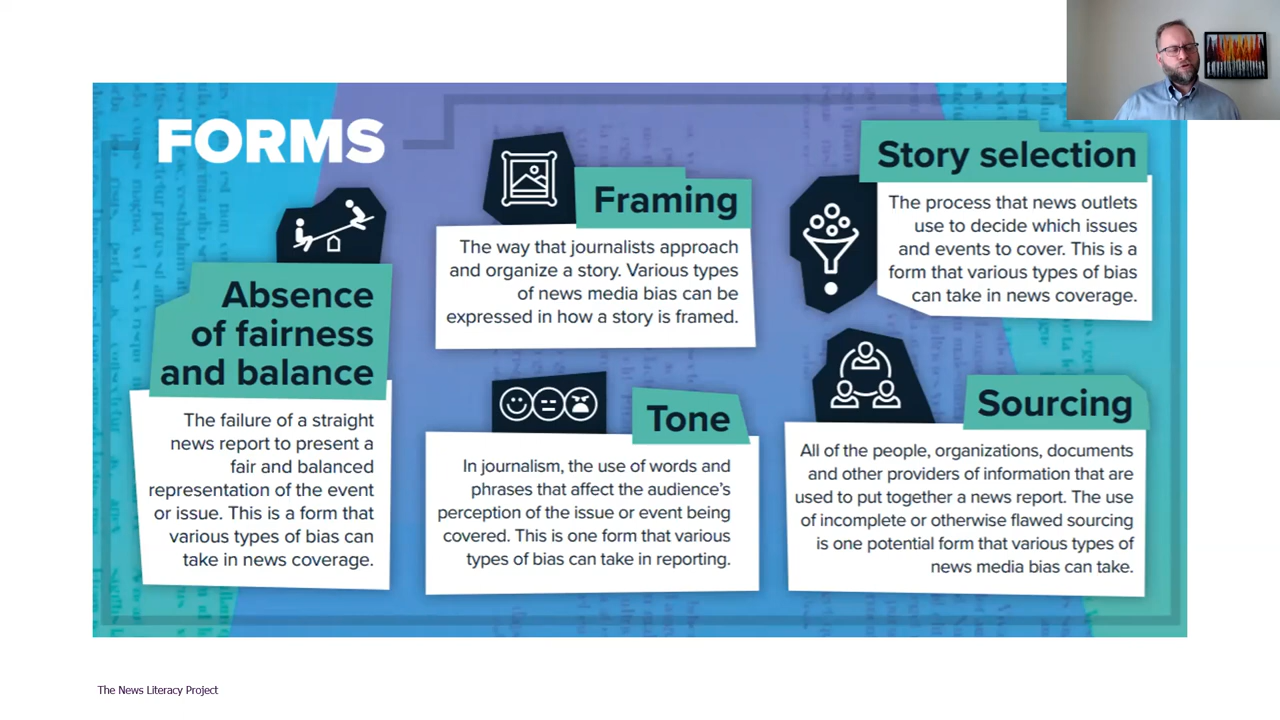 FORMS
Absence
of fairness
and balance
The failure of a straight
news report to present a
fair and balanced
representation of the event
or issue. This is a form that
various types of bias can
take in news coverage.
Framing
The way that journalists approach
and organize a story. Various types
of news media bias can be
expressed in how a story is framed.
Tone
In journalism, the use of words and
phrases that affect the audience’s
perception of the issue or event being
covered. This is one form that various
types of bias can take in reporting.
Story selection
The process that news outlets
use to decide which issues
and events to cover. This is a
form that various types of bias
can take in news coverage.
Sourcing
All of the people, organizations, documents
and other providers of information that are
used to put together a news report. The use
of incomplete or otherwise flawed sourcing
is one potential form that various types of
news media bias can take.
The News Literacy Project